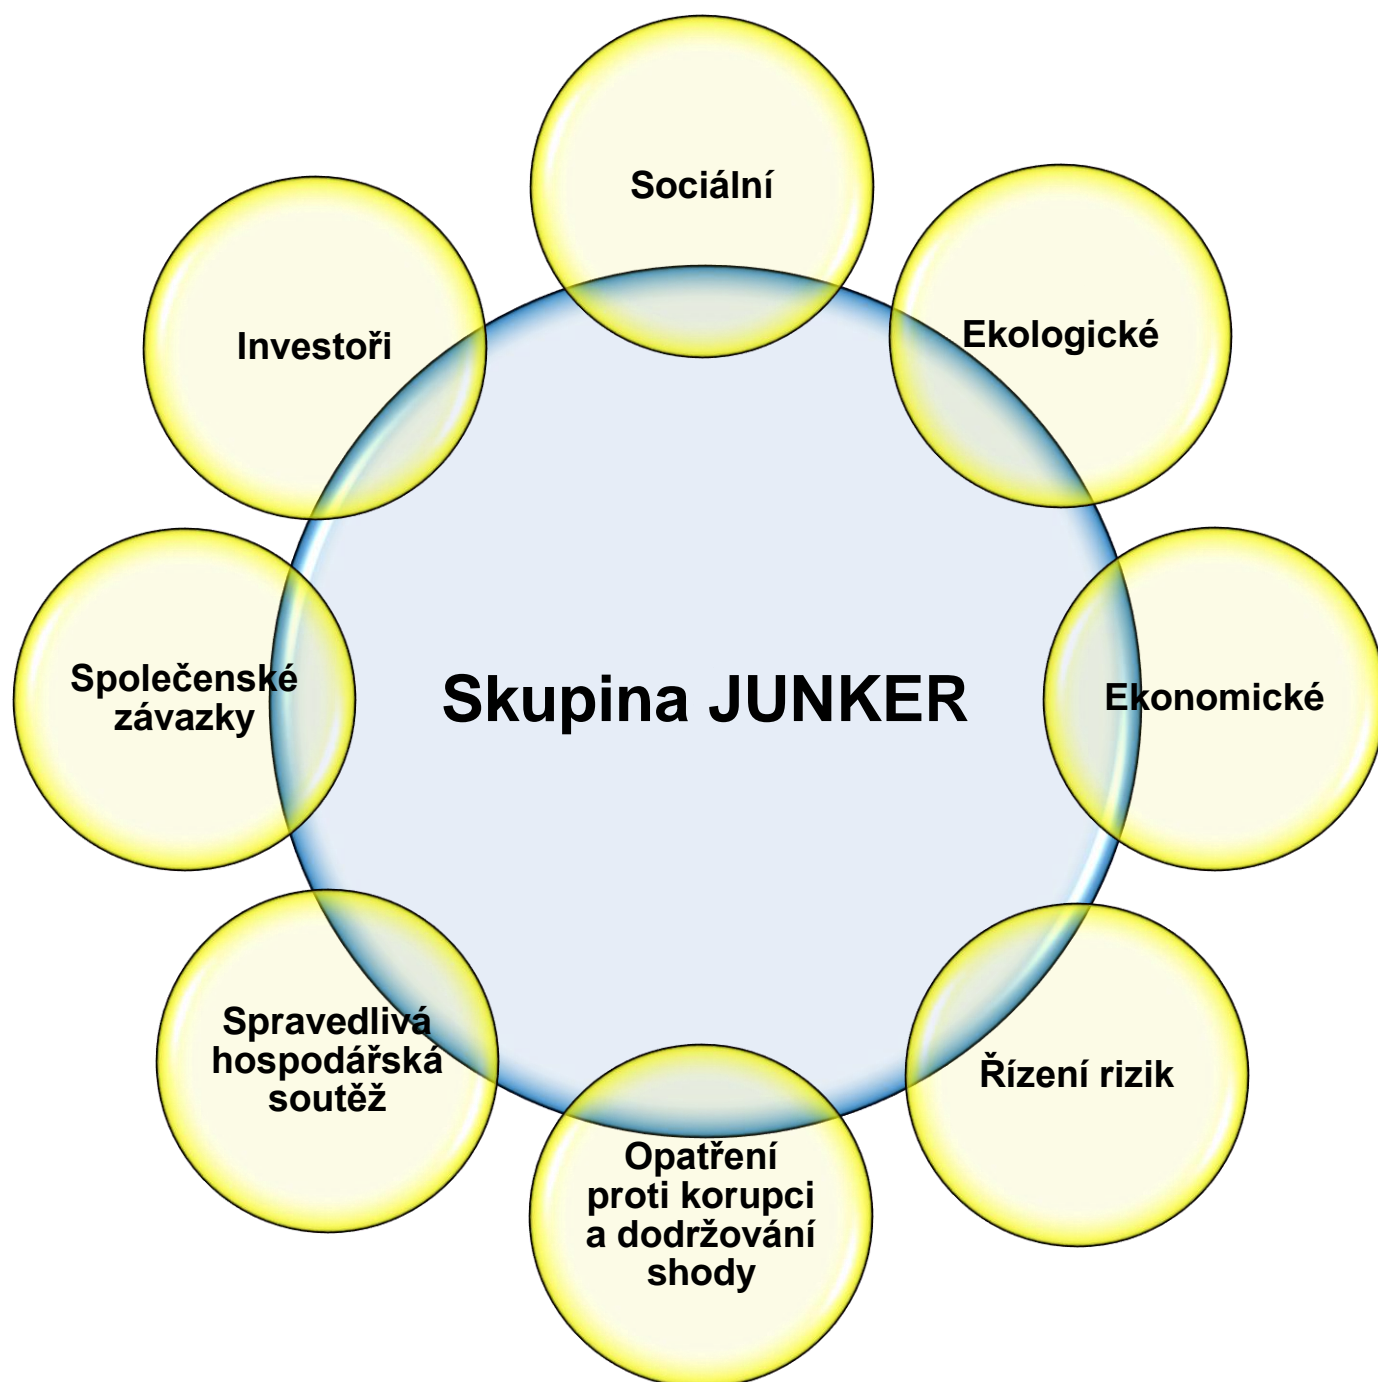 Sociální
Ekologické
Investoři
Společenské
závazky
Skupina JUNKER
Ekonomické
Spravedlivá
hospodářská
soutěž
Řízení rizik
Opatření
proti korupci
a dodržování
shody